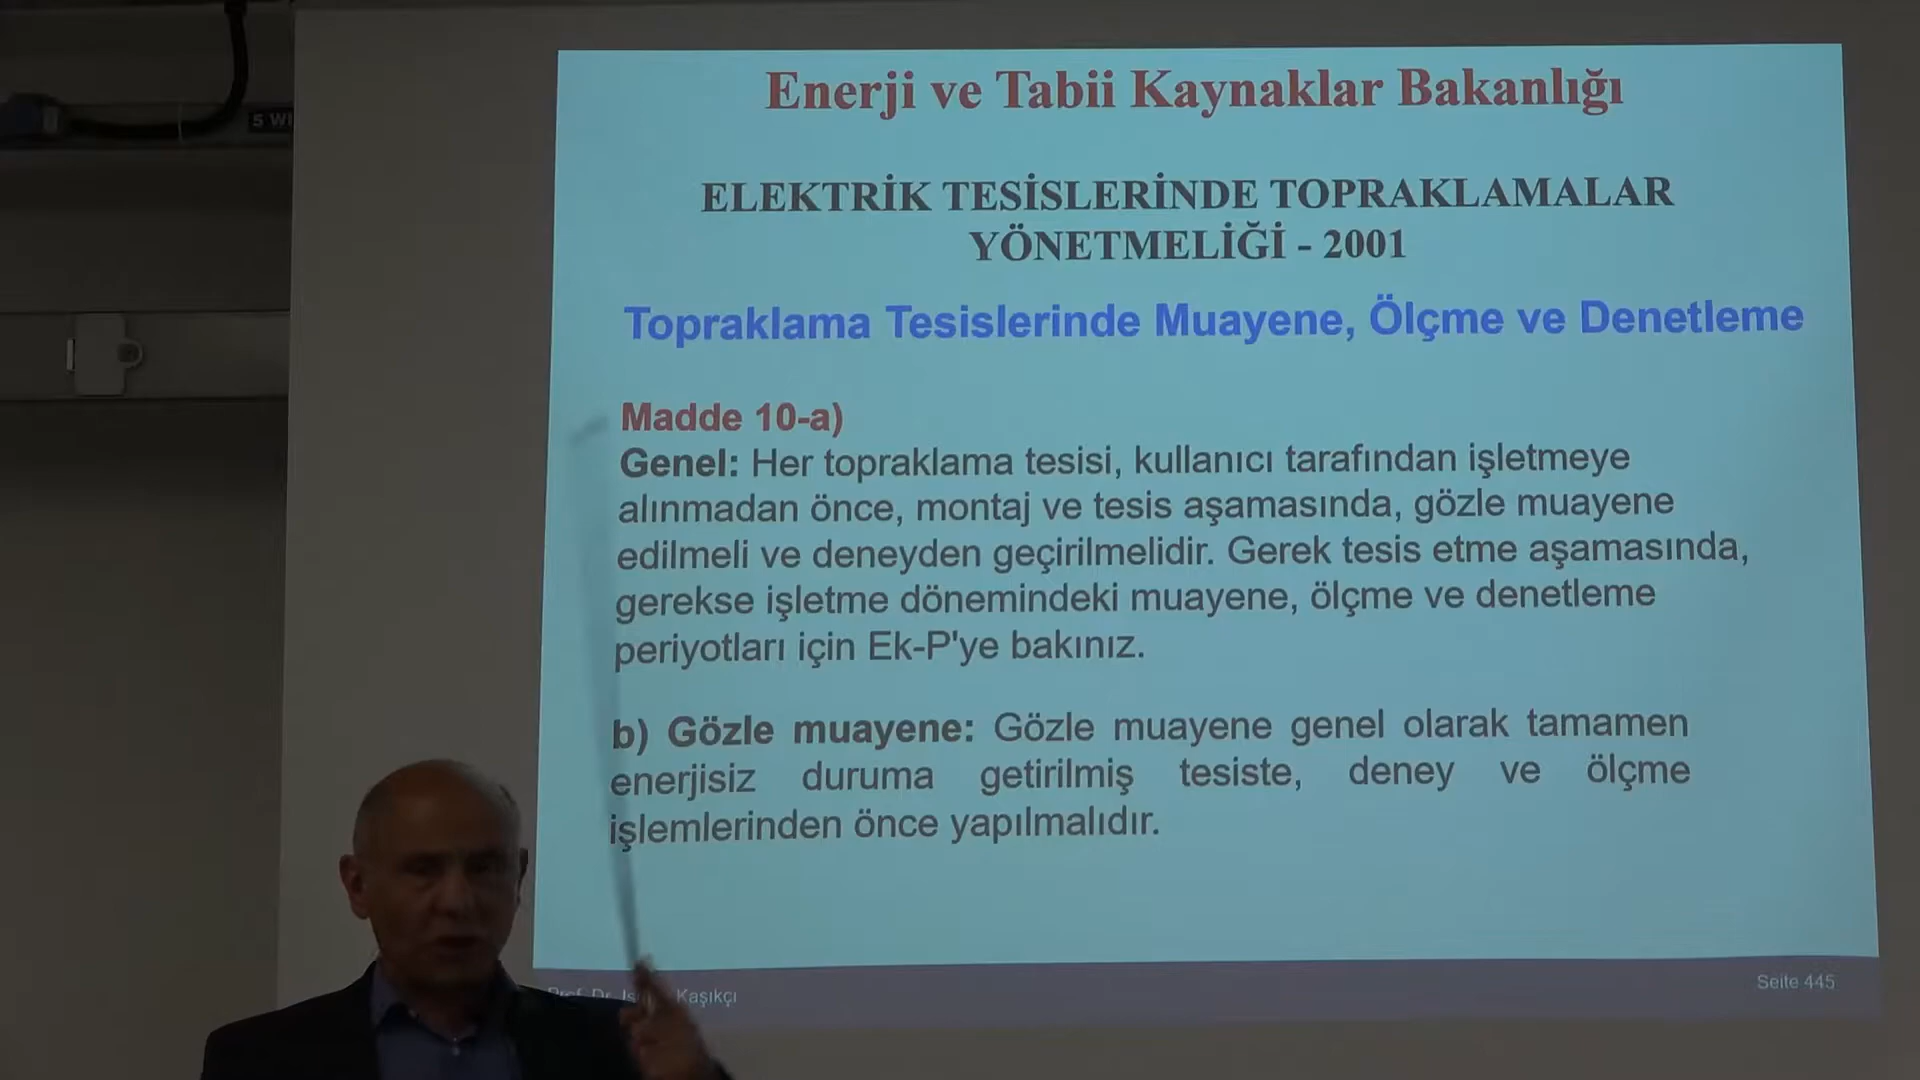 S WI
Enerji ve Tabii Kaynaklar Bakanlığı
ELEKTRİK TESİSLERİNDE TOPRAKLAMALAR
YÖNETMELİĞİ - 2001
Topraklama Tesislerinde Muayene, Ölçme ve Denetleme
Madde 10-a)
Genel: Her topraklama tesisi, kullanıcı tarafından işletmeye
alınmadan önce, montaj ve tesis aşamasında, gözle muayene
edilmeli ve deneyden geçirilmelidir. Gerek tesis etme aşamasında,
gerekse işletme dönemindeki muayene, ölçme ve denetleme
periyotları için Ek-P'ye bakınız.
b) Gözle muayene: Gözle muayene genel olarak tamamen
enerjisiz duruma getirilmiş tesiste, deney ve ölçme
işlemlerinden önce yapılmalıdır.
Prof. Dr. Kaşıkçı
Seite 445